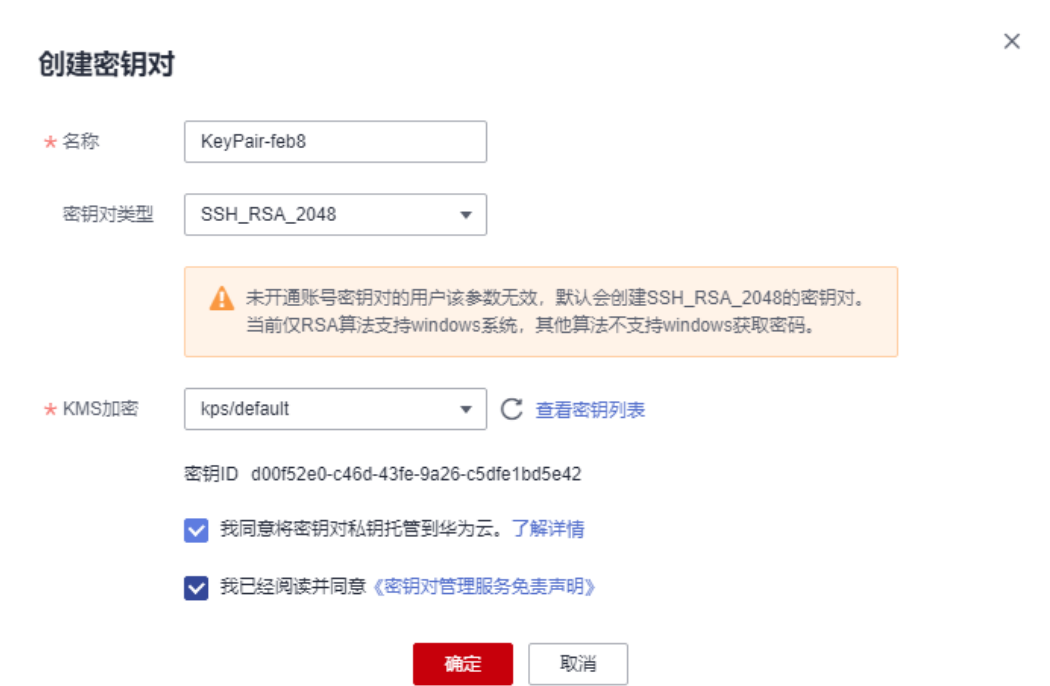 创建密钥对
* 名称 KeyPair-feb8
密钥对类型 SSH_RSA_2048
未开通账号密钥对的用户该参数无效，默认会创建SSH_RSA_2048的密钥对。
当前仅RSA算法支持windows系统，其他算法不支持windows获取密码。
* KMS加密 kps/default 查看密钥列表
密钥ID d00f52e0-c46d-43fe-9a26-c5dfe1bd5e42
我同意将密钥对私钥托管到华为云。了解详情
我已经阅读并同意《密钥对管理服务免责声明》
确定 取消